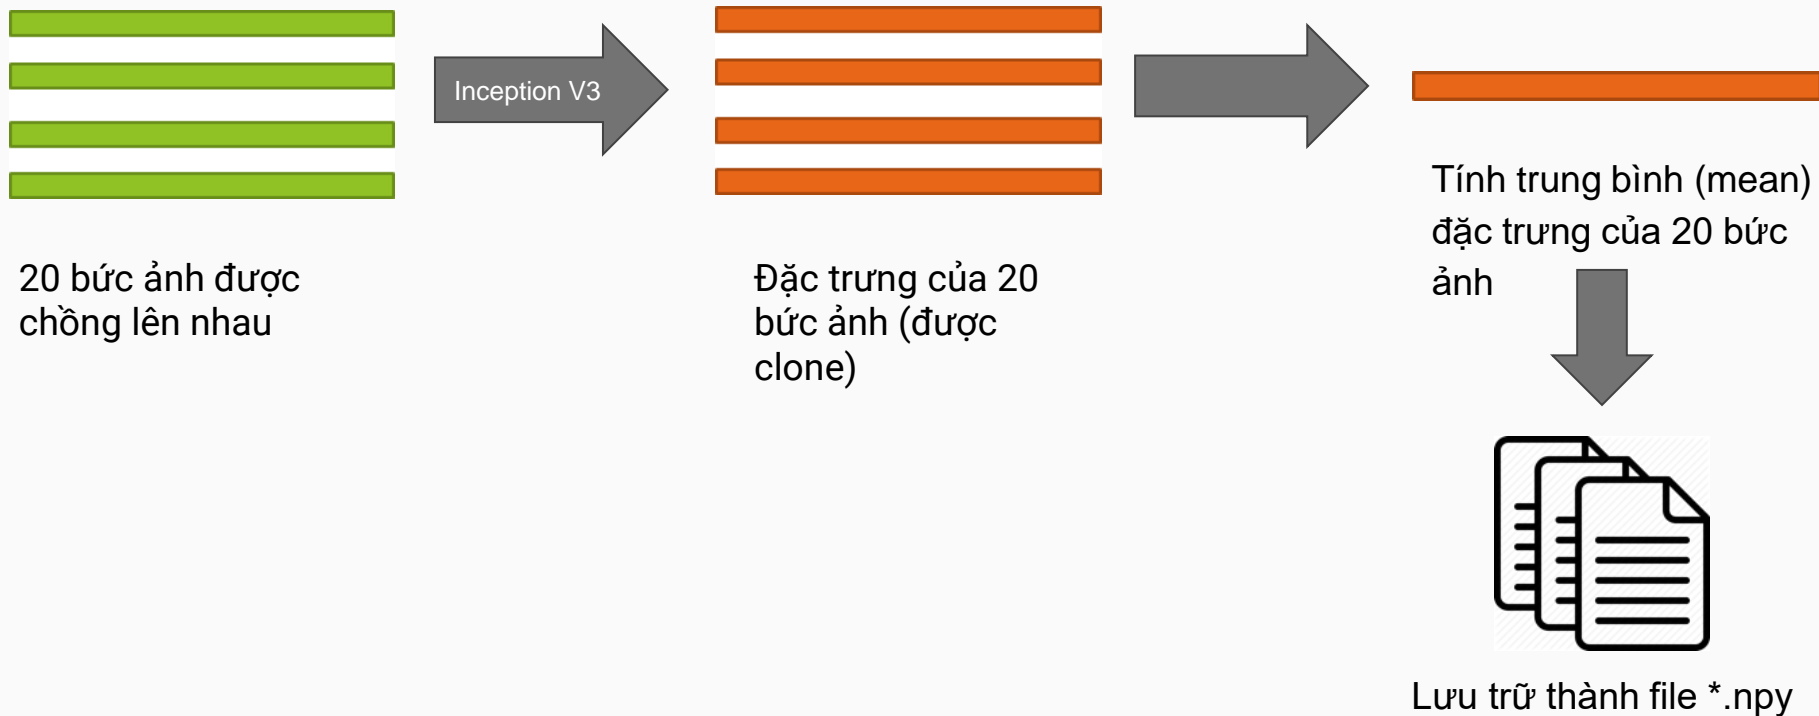 Inception V3
20 bức ảnh được
chồng lên nhau
Đặc trưng của 20
bức ảnh (được
clone)
Tính trung bình (mean)
đặc trưng của 20 bức
ảnh
Lưu trữ thành file *.npy